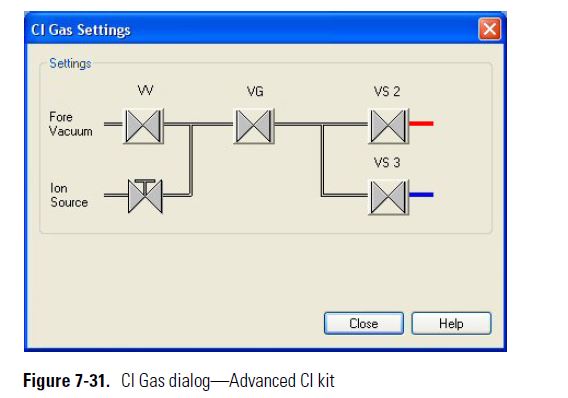 CI Gas Settings
Settings
VV
VG
VS 2
Fore
Vacuum
VS 3
Ion
Source
Close
Help
Figure 7-31. CI Gas dialog—Advanced CI kit